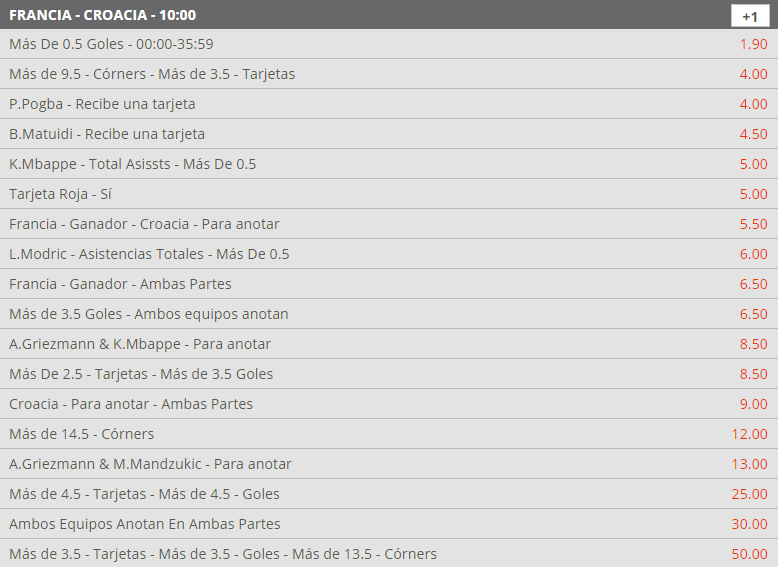 FRANCIA - CROACIA - 10:00 +1
Más De 0.5 Goles - 00:00-35:59 1.90
Más de 9.5 - Córners - Más de 3.5 - Tarjetas 4.00
P.Pogba - Recibe una tarjeta 4.00
B.Matuidi - Recibe una tarjeta 4.50
K.Mbappe - Total Asissts - Más De 0.5 5.00
Tarjeta Roja - Sí 5.00
Francia - Ganador - Croacia - Para anotar 5.50
L.Modric - Asistencias Totales - Más De 0.5 6.00
Francia - Ganador - Ambas Partes 6.50
Más de 3.5 Goles - Ambos equipos anotan 6.50
A.Griezmann & K.Mbappe - Para anotar 8.50
Más De 2.5 - Tarjetas - Más de 3.5 Goles 8.50
Croacia - Para anotar - Ambas Partes 9.00
Más de 14.5 - Córners 12.00
A.Griezmann & M.Mandzukic - Para anotar 13.00
Más de 4.5 - Tarjetas - Más de 4.5 - Goles 25.00
Ambos Equipos Anotan En Ambas Partes 30.00
Más de 3.5 - Tarjetas - Más de 3.5 - Goles - Más de 13.5 - Córners 50.00